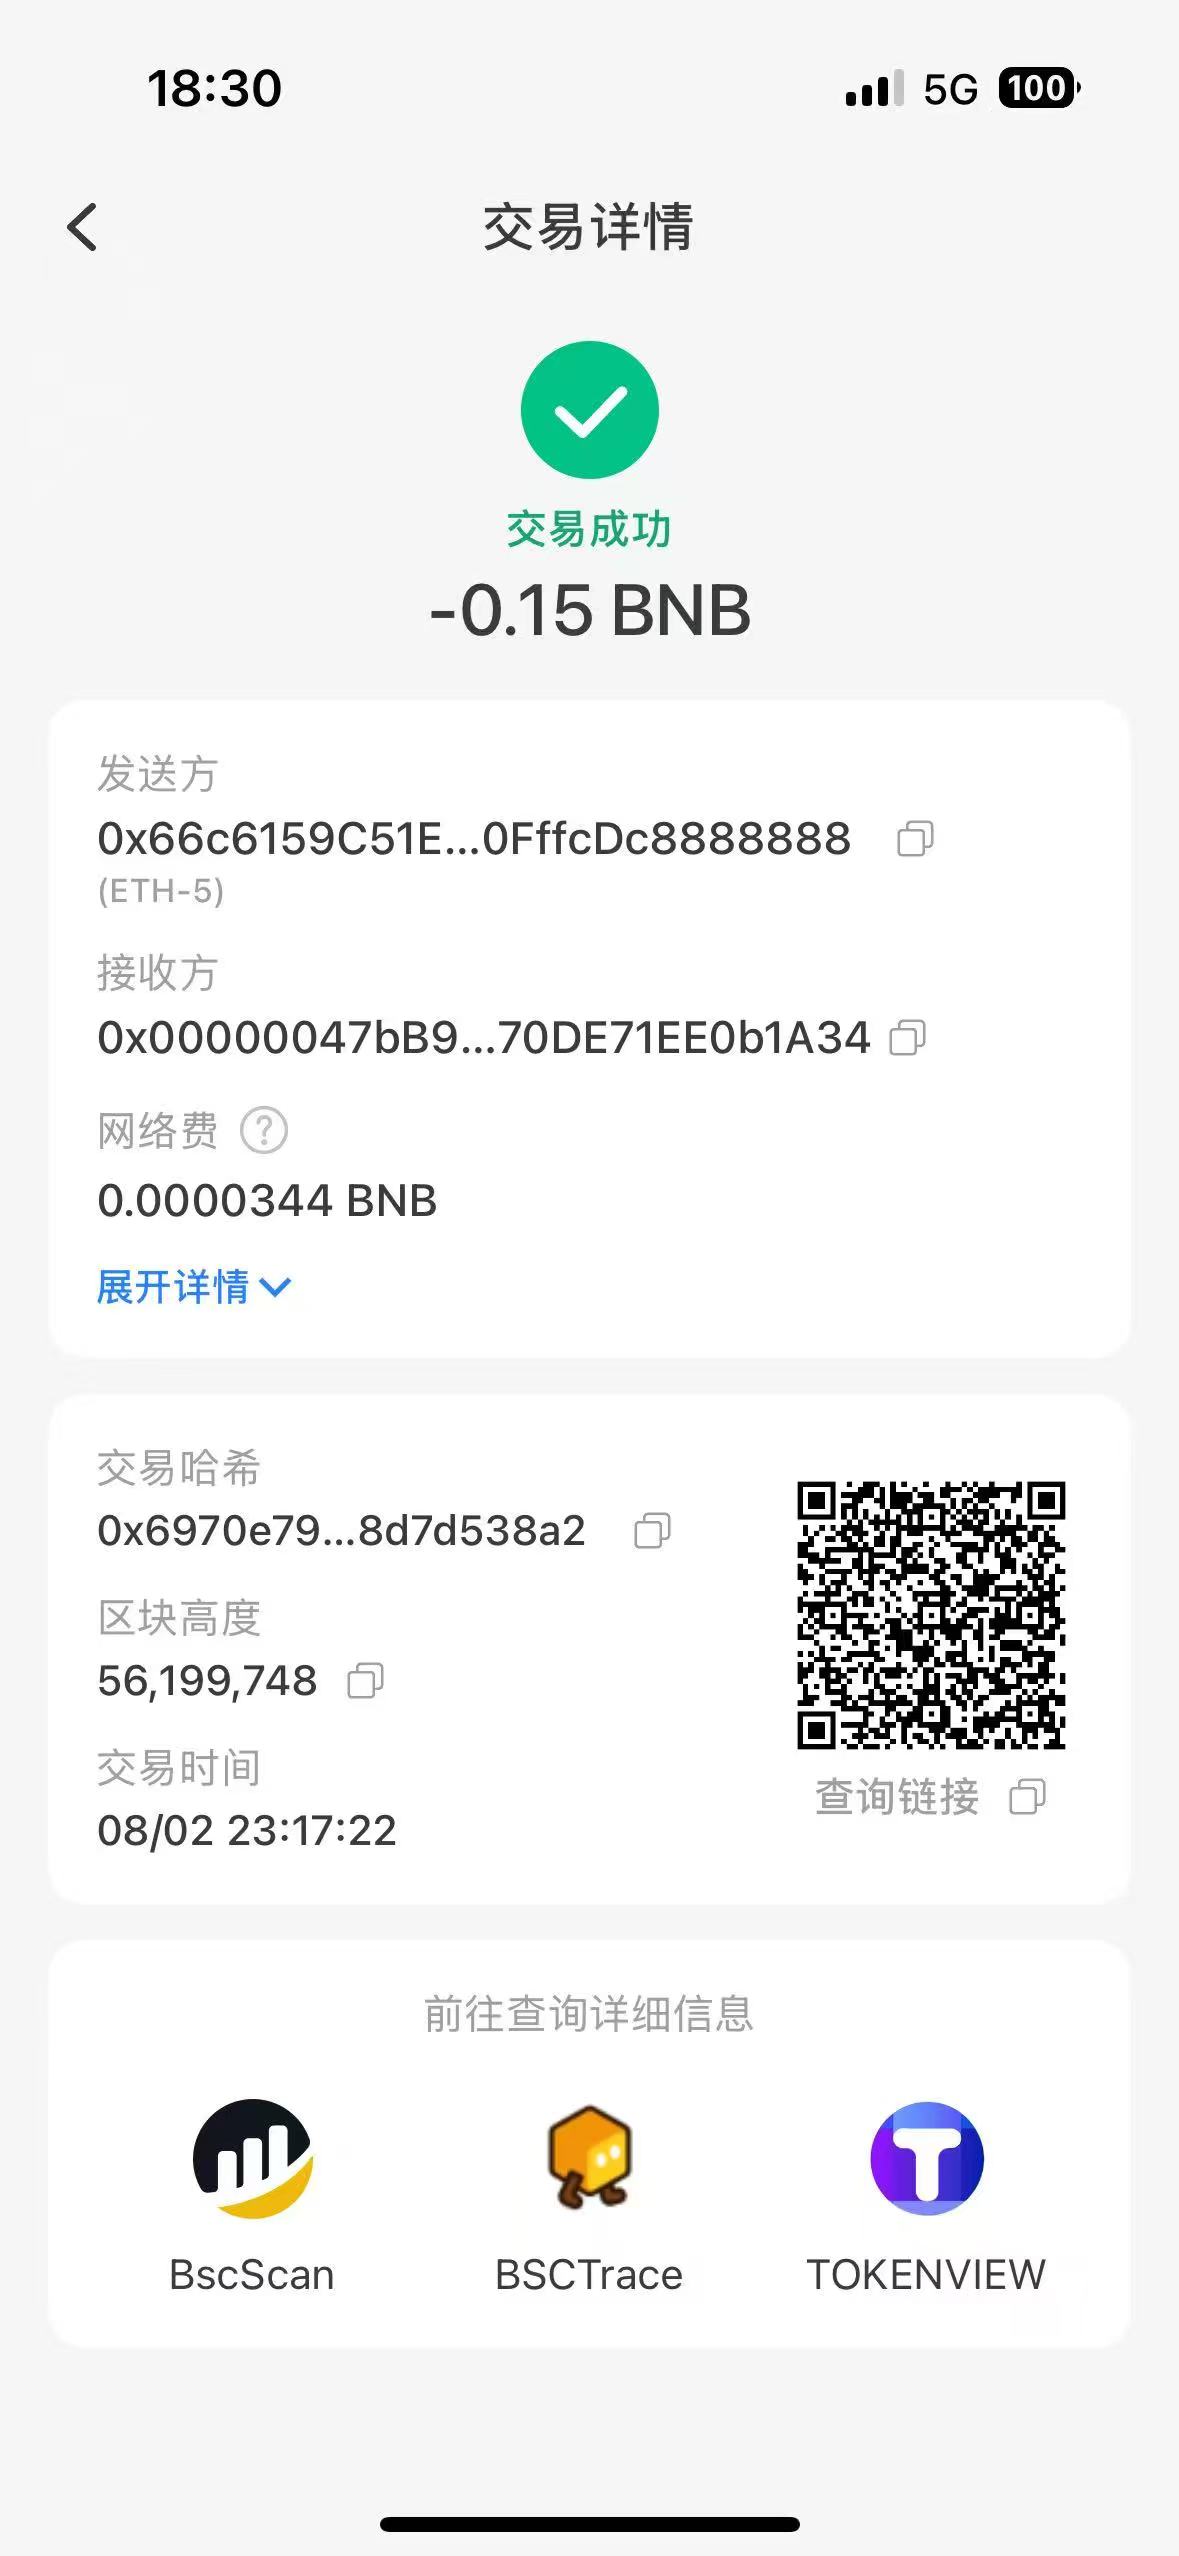 18:30
5G 100
交易详情
交易成功
-0.15 BNB
发送方
0x66c6159C51E...0FffcDc8888888
(ETH-5)
接收方
0x00000047bB9...70DE71EE0b1A34
网络费 ?
0.0000344 BNB
展开详情
交易哈希
0x6970e79...8d7d538a2
区块高度
56,199,748
交易时间
08/02 23:17:22
查询链接
前往查询详细信息
BscScan
BSCTrace
TOKENVIEW